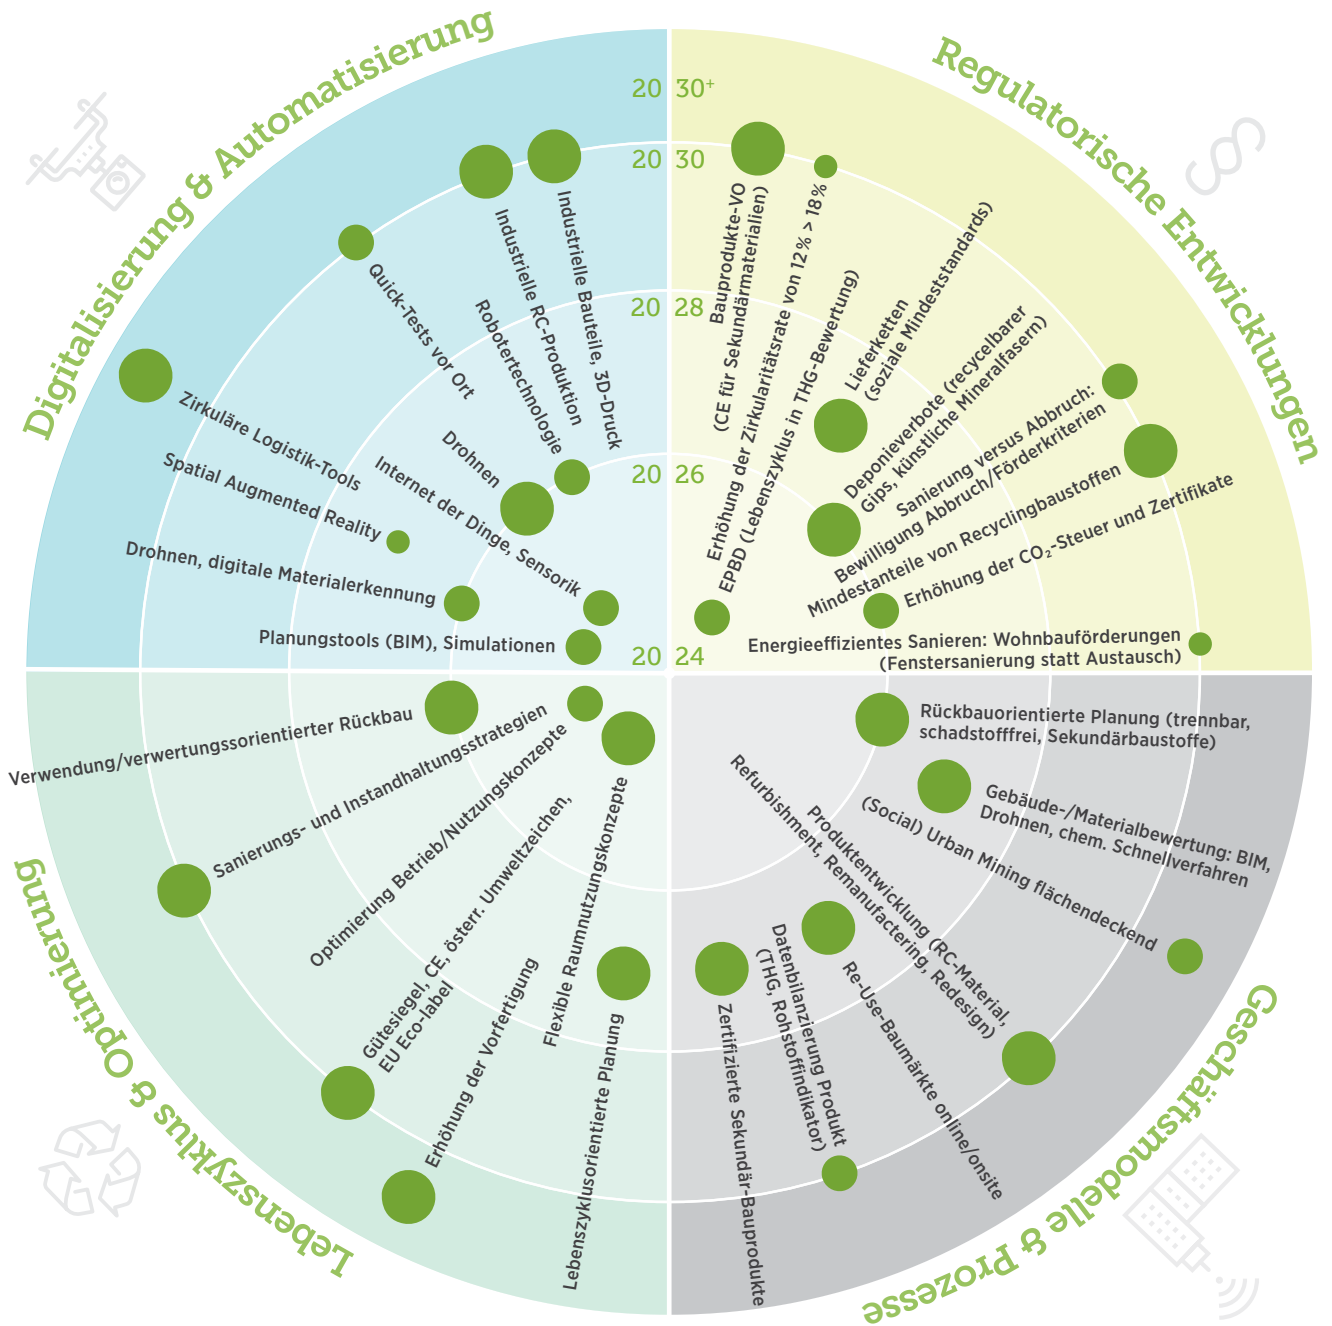 Digitalisierung & Automatisierung
Regulatorische Entwicklungen
Lebenszyklus & Optimierung
Geschäftsmodelle & Prozesse
20 30+
20 30
20 28
20 26
20 24
Industrielle Bauteile, 3D-Druck
Industrielle RC-Produktion
Robotertechnologie
Quick-Tests vor Ort
Drohnen
Internet der Dinge, Sensorik
Zirkuläre Logistik-Tools
Spatial Augmented Reality
Drohnen, digitale Materialerkennung
Planungstools (BIM), Simulationen
Bauprodukte-VO
(CE für Sekundärmaterialien)
Erhöhung der Zirkularitätsrate von 12% > 18%
EPBD (Lebenszyklus in THG-Bewertung)
Lieferketten
(soziale Mindeststandards)
Deponieverbote (recycelbarer
Gips, künstliche Mineralfasern)
Sanierung versus Abbruch:
Bewilligung Abbruch/Förderkriterien
Mindestanteile von Recyclingbaustoffen
Erhöhung der CO₂-Steuer und Zertifikate
Energieeffizientes Sanieren: Wohnbauförderungen
(Fenstersanierung statt Austausch)
Rückbauorientierte Planung (trennbar,
schadstofffrei, Sekundärbaustoffe)
Gebäude-/Materialbewertung: BIM,
Drohnen, chem. Schnellverfahren
(Social) Urban Mining flächendeckend
Produktentwicklung (RC-Material,
Refurbishment, Remanufactering, Redesign)
Re-Use-Baumärkte online/onsite
Datenbilanzierung Produkt
(THG, Rohstoffindikator)
Zertifizierte Sekundär-Bauprodukte
Verwendung/verwertungssorientierter Rückbau
Sanierungs- und Instandhaltungsstrategien
Optimierung Betrieb/Nutzungskonzepte
Gütesiegel, CE, österr. Umweltzeichen,
EU Eco-label
Erhöhung der Vorfertigung
Flexible Raumnutzungskonzepte
Lebenszyklusorientierte Planung